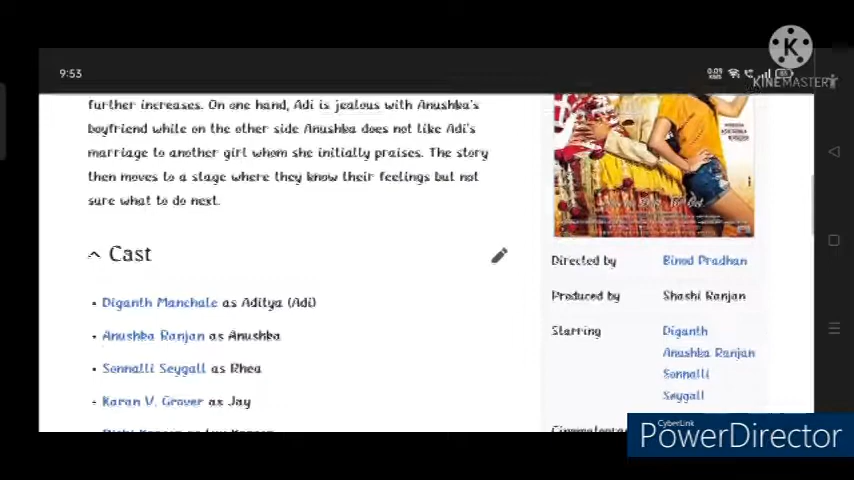 9:53
0.09
KB/S
KINEMASTER
further increases. On one hand, Adi is jealous with Anushka's
boyfriend while on the other side Anushka does not like Adi's
marriage to another girl whom she initially praises. The story
then moves to a stage where they know their feelings but not
sure what to do next.
Cast
• Diganth Manchale as Aditya (Adi)
• Anushka Ranjan as Anushka
• Sonnalli Seygall as Rhea
• Karan V. Grover as Jay
Directed by Binod Pradhan
Produced by Shashi Ranjan
Starring Diganth
Anushka Ranjan
Sonnalli
Seygall
CyberLink
PowerDirector